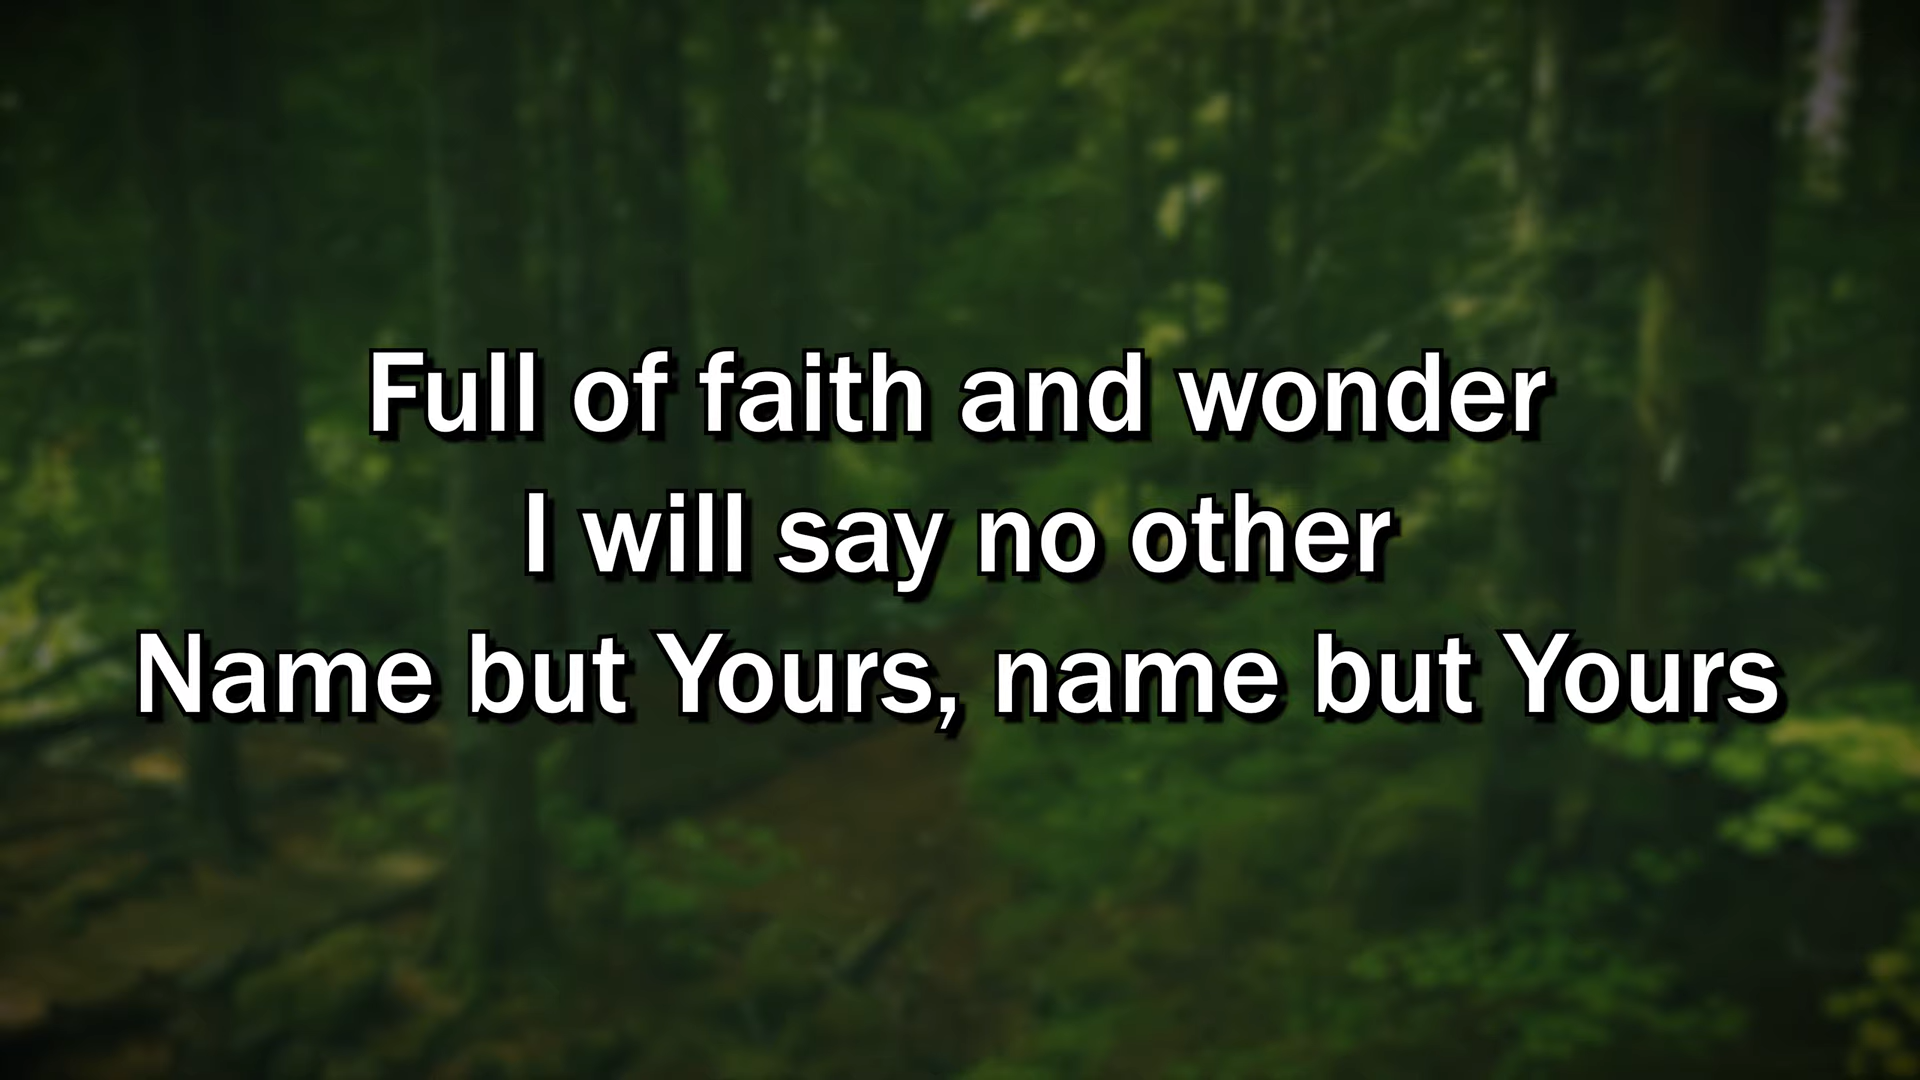 Full of faith and wonder
I will say no other
Name but Yours, name but Yours